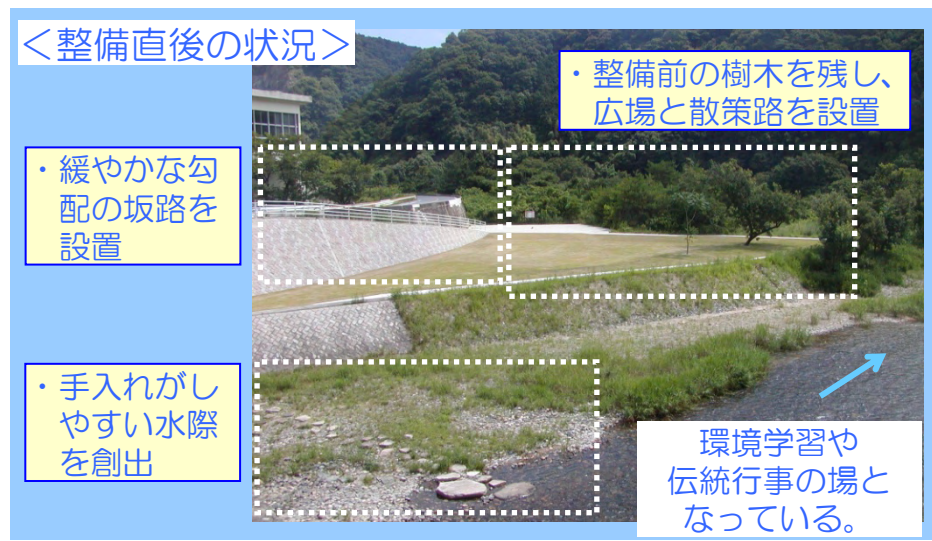 ＜整備直後の状況＞
・整備前の樹木を残し、
広場と散策路を設置
・緩やかな勾
配の坂路を
設置
・手入れがし
やすい水際
を創出
環境学習や
伝統行事の場と
なっている。